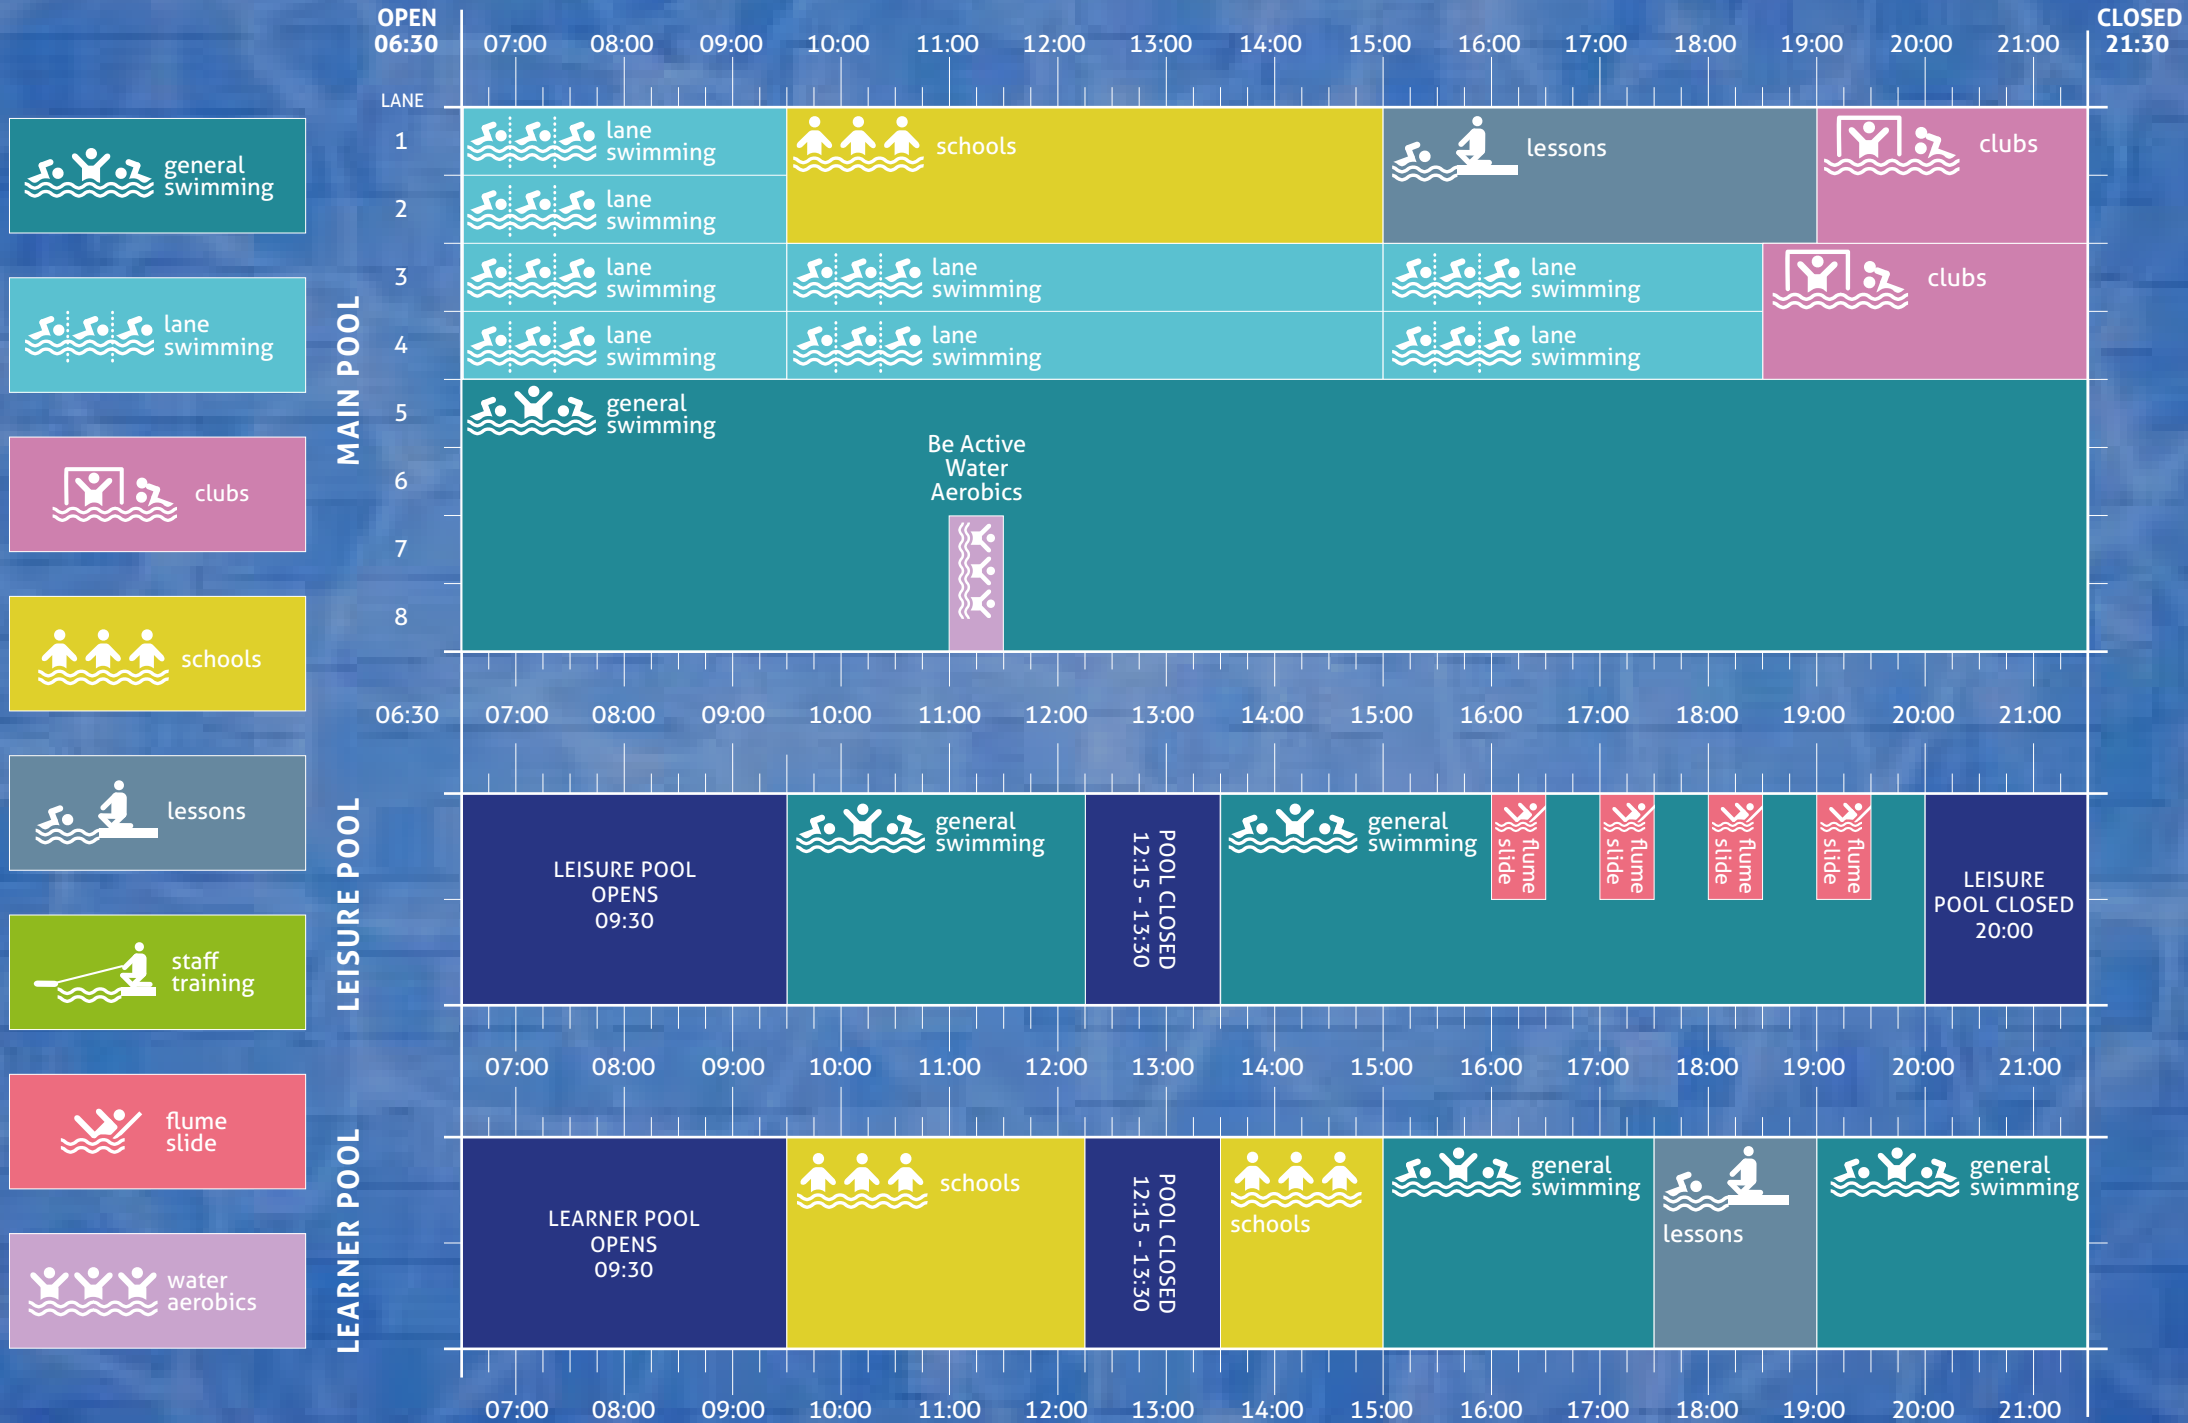 OPEN
06:30
07:00 08:00 09:00 10:00 11:00 12:00 13:00 14:00 15:00 16:00 17:00 18:00 19:00 20:00 21:00
CLOSED
21:30
general
swimming
lane
swimming
clubs
schools
lessons
staff
training
flume
slide
water
aerobics
MAIN POOL
LANE
1
2
3
4
5
6
7
8
lane
swimming
schools
lessons
clubs
lane
swimming
lane
swimming
lane
swimming
lane
swimming
clubs
lane
swimming
lane
swimming
lane
swimming
general
swimming
Be Active
Water
Aerobics
06:30 07:00 08:00 09:00 10:00 11:00 12:00 13:00 14:00 15:00 16:00 17:00 18:00 19:00 20:00 21:00
LEISURE POOL
LEISURE POOL
OPENS
09:30
general
swimming
POOL CLOSED
12:15 - 13:30
general
swimming
flume
slide
flume
slide
flume
slide
flume
slide
LEISURE
POOL CLOSED
20:00
07:00 08:00 09:00 10:00 11:00 12:00 13:00 14:00 15:00 16:00 17:00 18:00 19:00 20:00 21:00
LEARNER POOL
LEARNER POOL
OPENS
09:30
schools
POOL CLOSED
12:15 - 13:30
schools
general
swimming
lessons
general
swimming
07:00 08:00 09:00 10:00 11:00 12:00 13:00 14:00 15:00 16:00 17:00 18:00 19:00 20:00 21:00